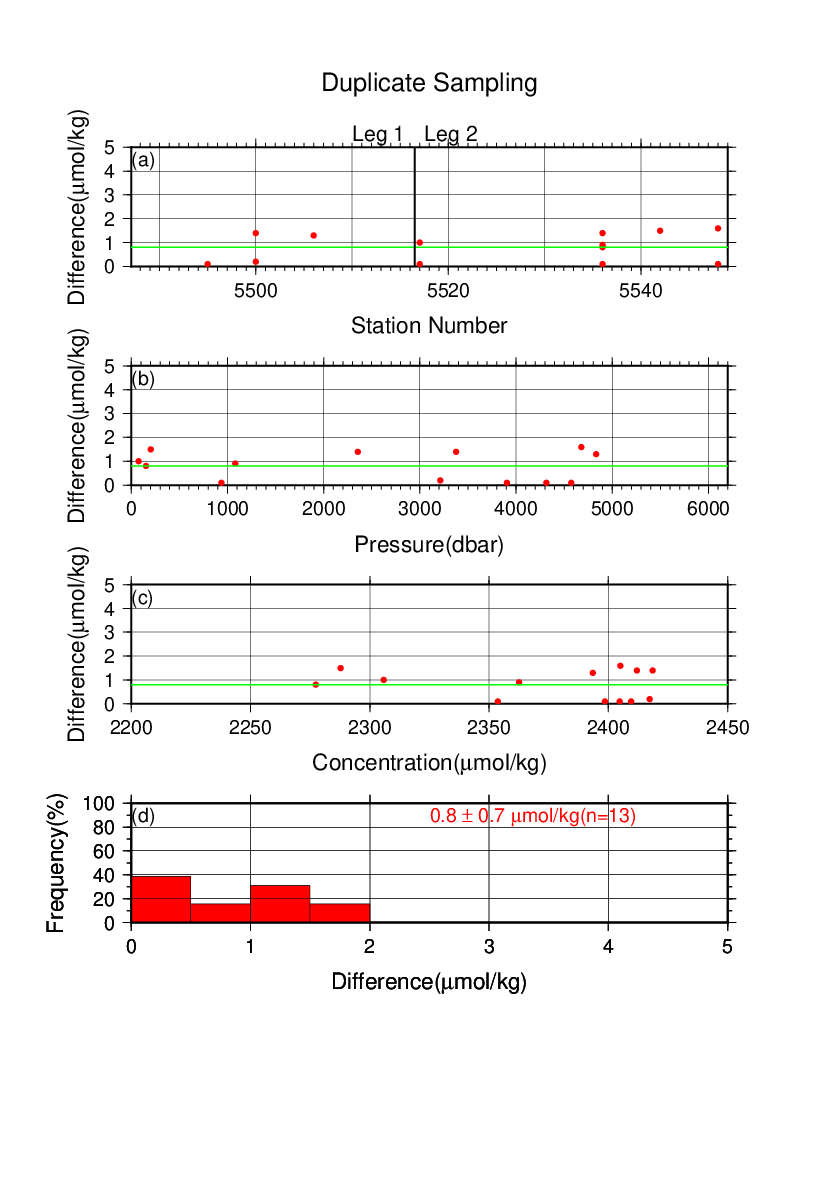 Duplicate Sampling
Leg 1 Leg 2
(a)
Difference(μmol/kg)
5
4
3
2
1
0
5500 5520 5540
Station Number
(b)
Difference(μmol/kg)
5
4
3
2
1
0
0 1000 2000 3000 4000 5000 6000
Pressure(dbar)
(c)
Difference(μmol/kg)
5
4
3
2
1
0
2200 2250 2300 2350 2400 2450
Concentration(μmol/kg)
(d)
0.8 ± 0.7 μmol/kg(n=13)
Frequency(%)
100
80
60
40
20
0
0 1 2 3 4 5
Difference(μmol/kg)